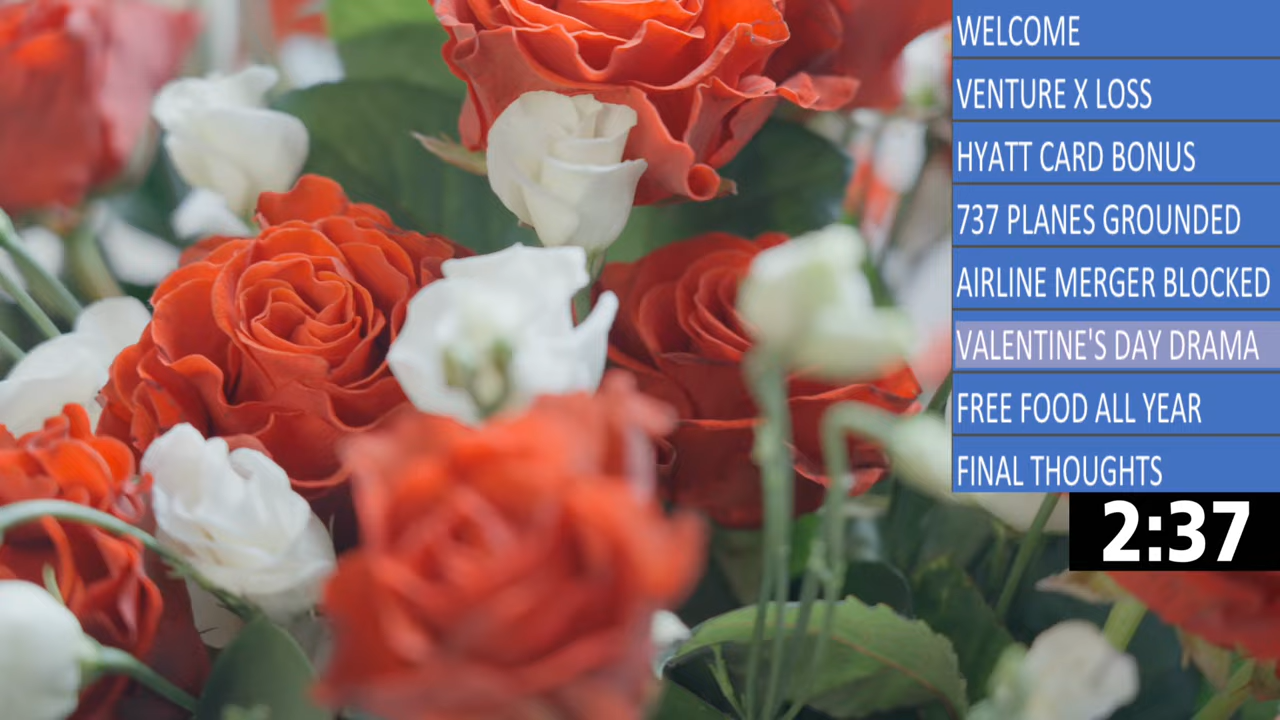 WELCOME
VENTURE X LOSS
HYATT CARD BONUS
737 PLANES GROUNDED
AIRLINE MERGER BLOCKED
VALENTINE'S DAY DRAMA
FREE FOOD ALL YEAR
FINAL THOUGHTS
2:37